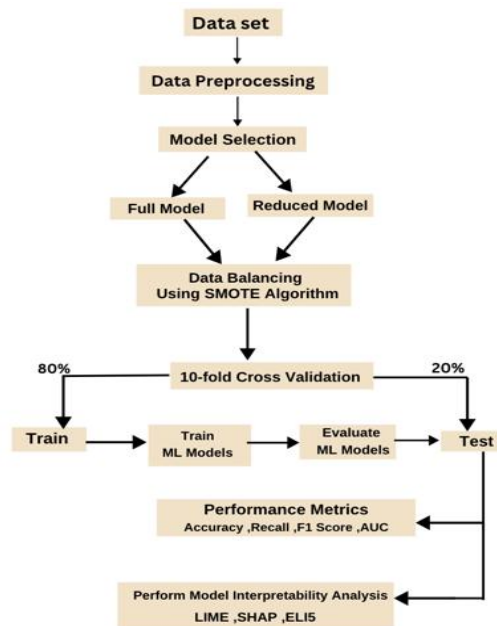 Data set
Data Preprocessing
Model Selection
Full Model
Reduced Model
Data Balancing
Using SMOTE Algorithm
80%
10-fold Cross Validation
20%
Train
Train
ML Models
Evaluate
ML Models
Test
Performance Metrics
Accuracy ,Recall ,F1 Score ,AUC
Perform Model Interpretability Analysis
LIME ,SHAP ,ELI5